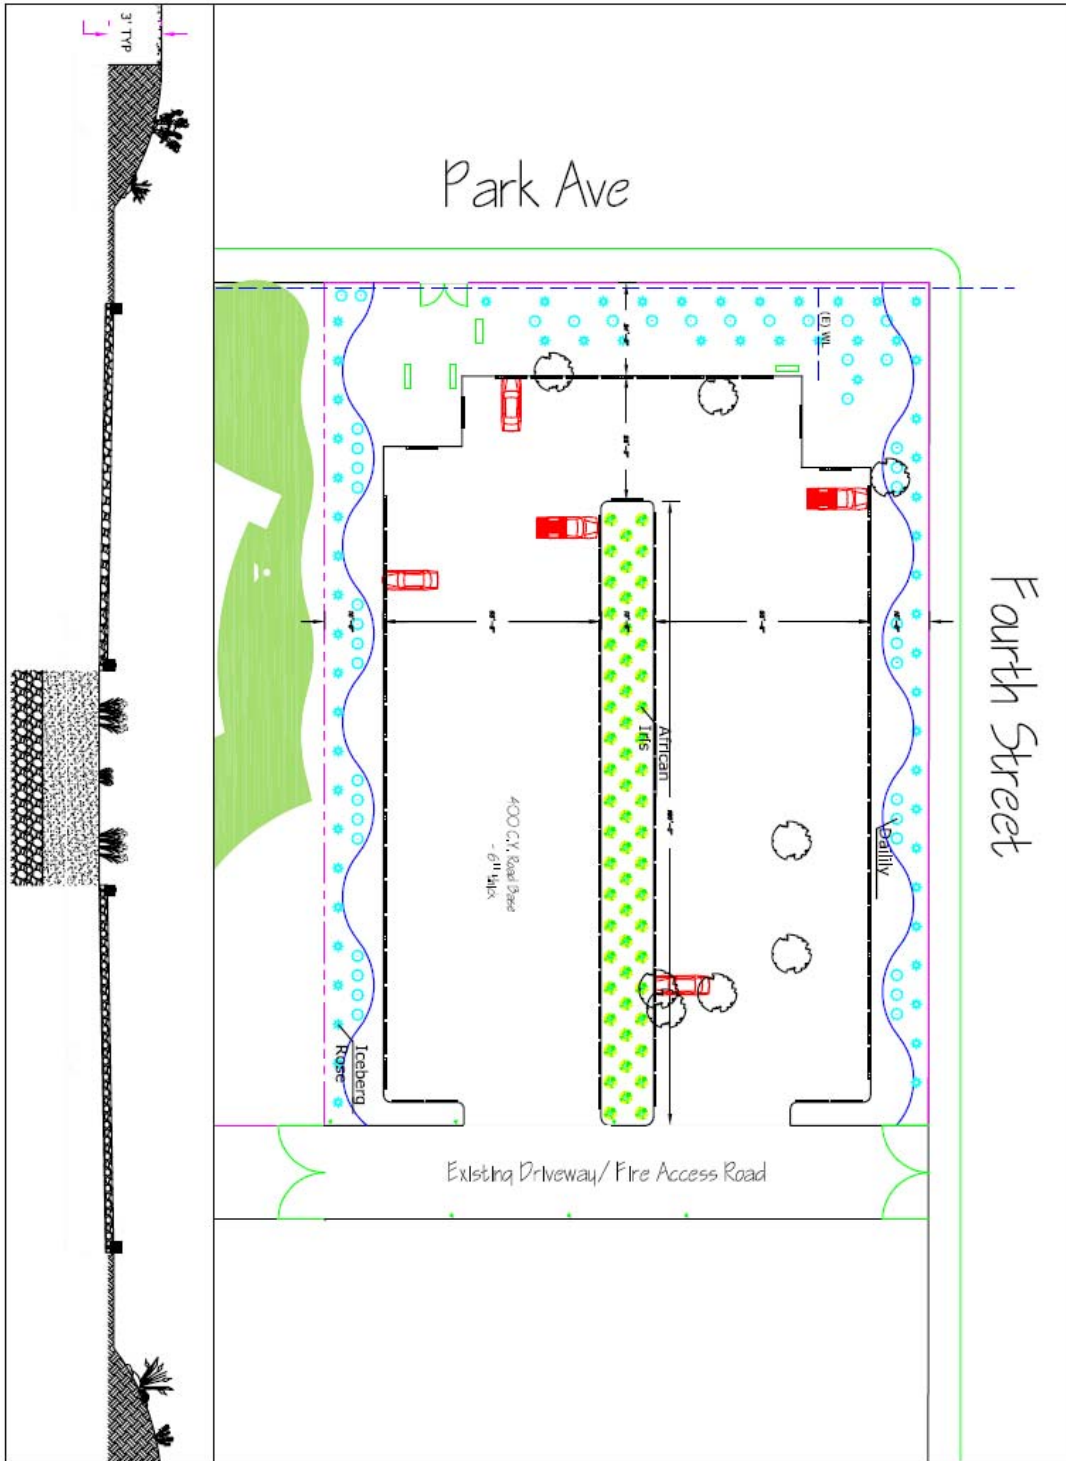 3' TYP
Park Ave
(E) WL
Fourth Street
African
Iris
400 C.Y. Road Base
Dailily
Iceberg
Rose
Existing Driveway/ Fire Access Road